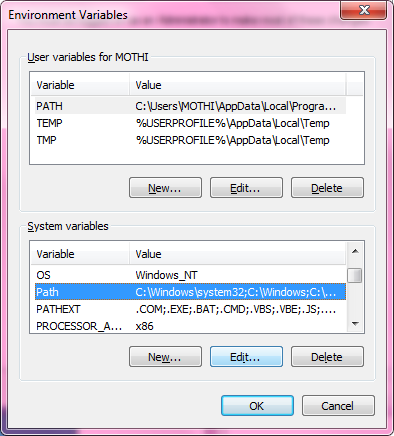 Environment Variables
User variables for MOTHI
Variable Value
PATH C:\Users\MOTHI\AppData\Local\Progra...
TEMP %USERPROFILE%\AppData\Local\Temp
TMP %USERPROFILE%\AppData\Local\Temp
New... Edit... Delete
System variables
Variable Value
OS Windows_NT
Path C:\Windows\system32;C:\Windows;C:\...
PATHEXT .COM;.EXE;.BAT;.CMD;.VBS;.VBE;.JS;....
PROCESSOR_A... x86
New... Edit... Delete
OK Cancel